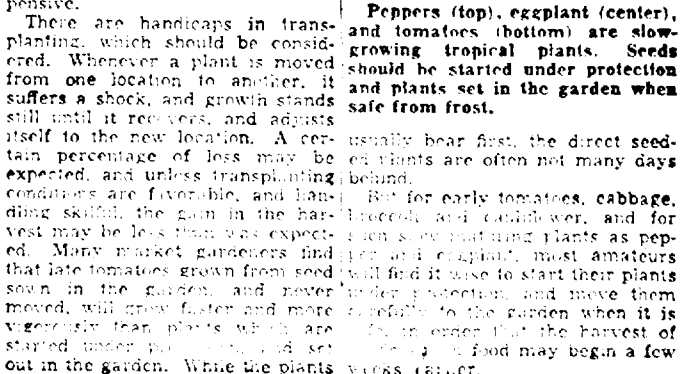 pensive.
There are handicaps in trans-
planting, which should be consid-
ered. Whenever a plant is moved
from one location to another, it
suffers a shock, and growth stands
still until it recovers, and adjusts
itself to the new location. A cer-
tain percentage of loss may be
expected, and unless transplanting
conditions are favorable, and han-
dling skilful, the gain in the har-
vest may be less than was expect-
ed. Many market gardeners find
that late tomatoes grown from seed
sown in the garden, and never
moved, will grow faster and more
vigorously than plants which are
started under and set
out in the garden. While the plants
Peppers (top), eggplant (center),
and tomatoes (bottom) are slow-
growing tropical plants. Seeds
should be started under protection
and plants set in the garden when
safe from frost.
usually bear first, the direct seed-
ed plants are often not many days
behind.
But for early tomatoes, cabbage,
broccoli and cauliflower, and for
such slow maturing plants as pep-
per and eggplant, most amateurs
will find it wise to start their plants
under protection, and move them
carefully to the garden when it is
in order that the harvest of
food may begin a few
weeks earlier.